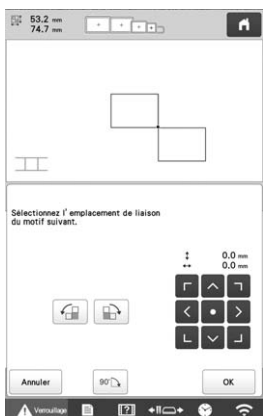 53.2 mm
74.7 mm
Sélectionnez l'emplacement de liaison
du motif suivant.
0.0 mm
0.0 mm
Annuler
90°
OK
Verrouillage